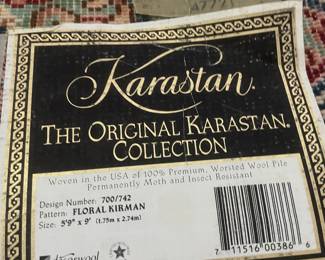 Karastan®
THE ORIGINAL KARASTAN®
COLLECTION
Woven in the USA of 100% Premium, Worsted Wool Pile
Permanently Moth and Insect Resistant
Design Number: 700/742
Pattern: FLORAL KIRMAN
Size: 5'9" x 9' (1.75m x 2.74m)
7 11516 00386 6